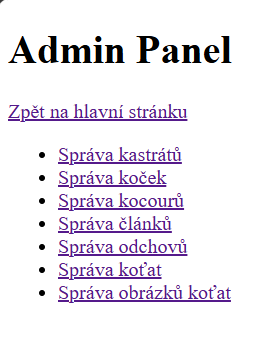 Admin Panel
Zpět na hlavní stránku
Správa kastrátů
Správa koček
Správa kocourů
Správa článků
Správa odchovů
Správa koťat
Správa obrázků koťat